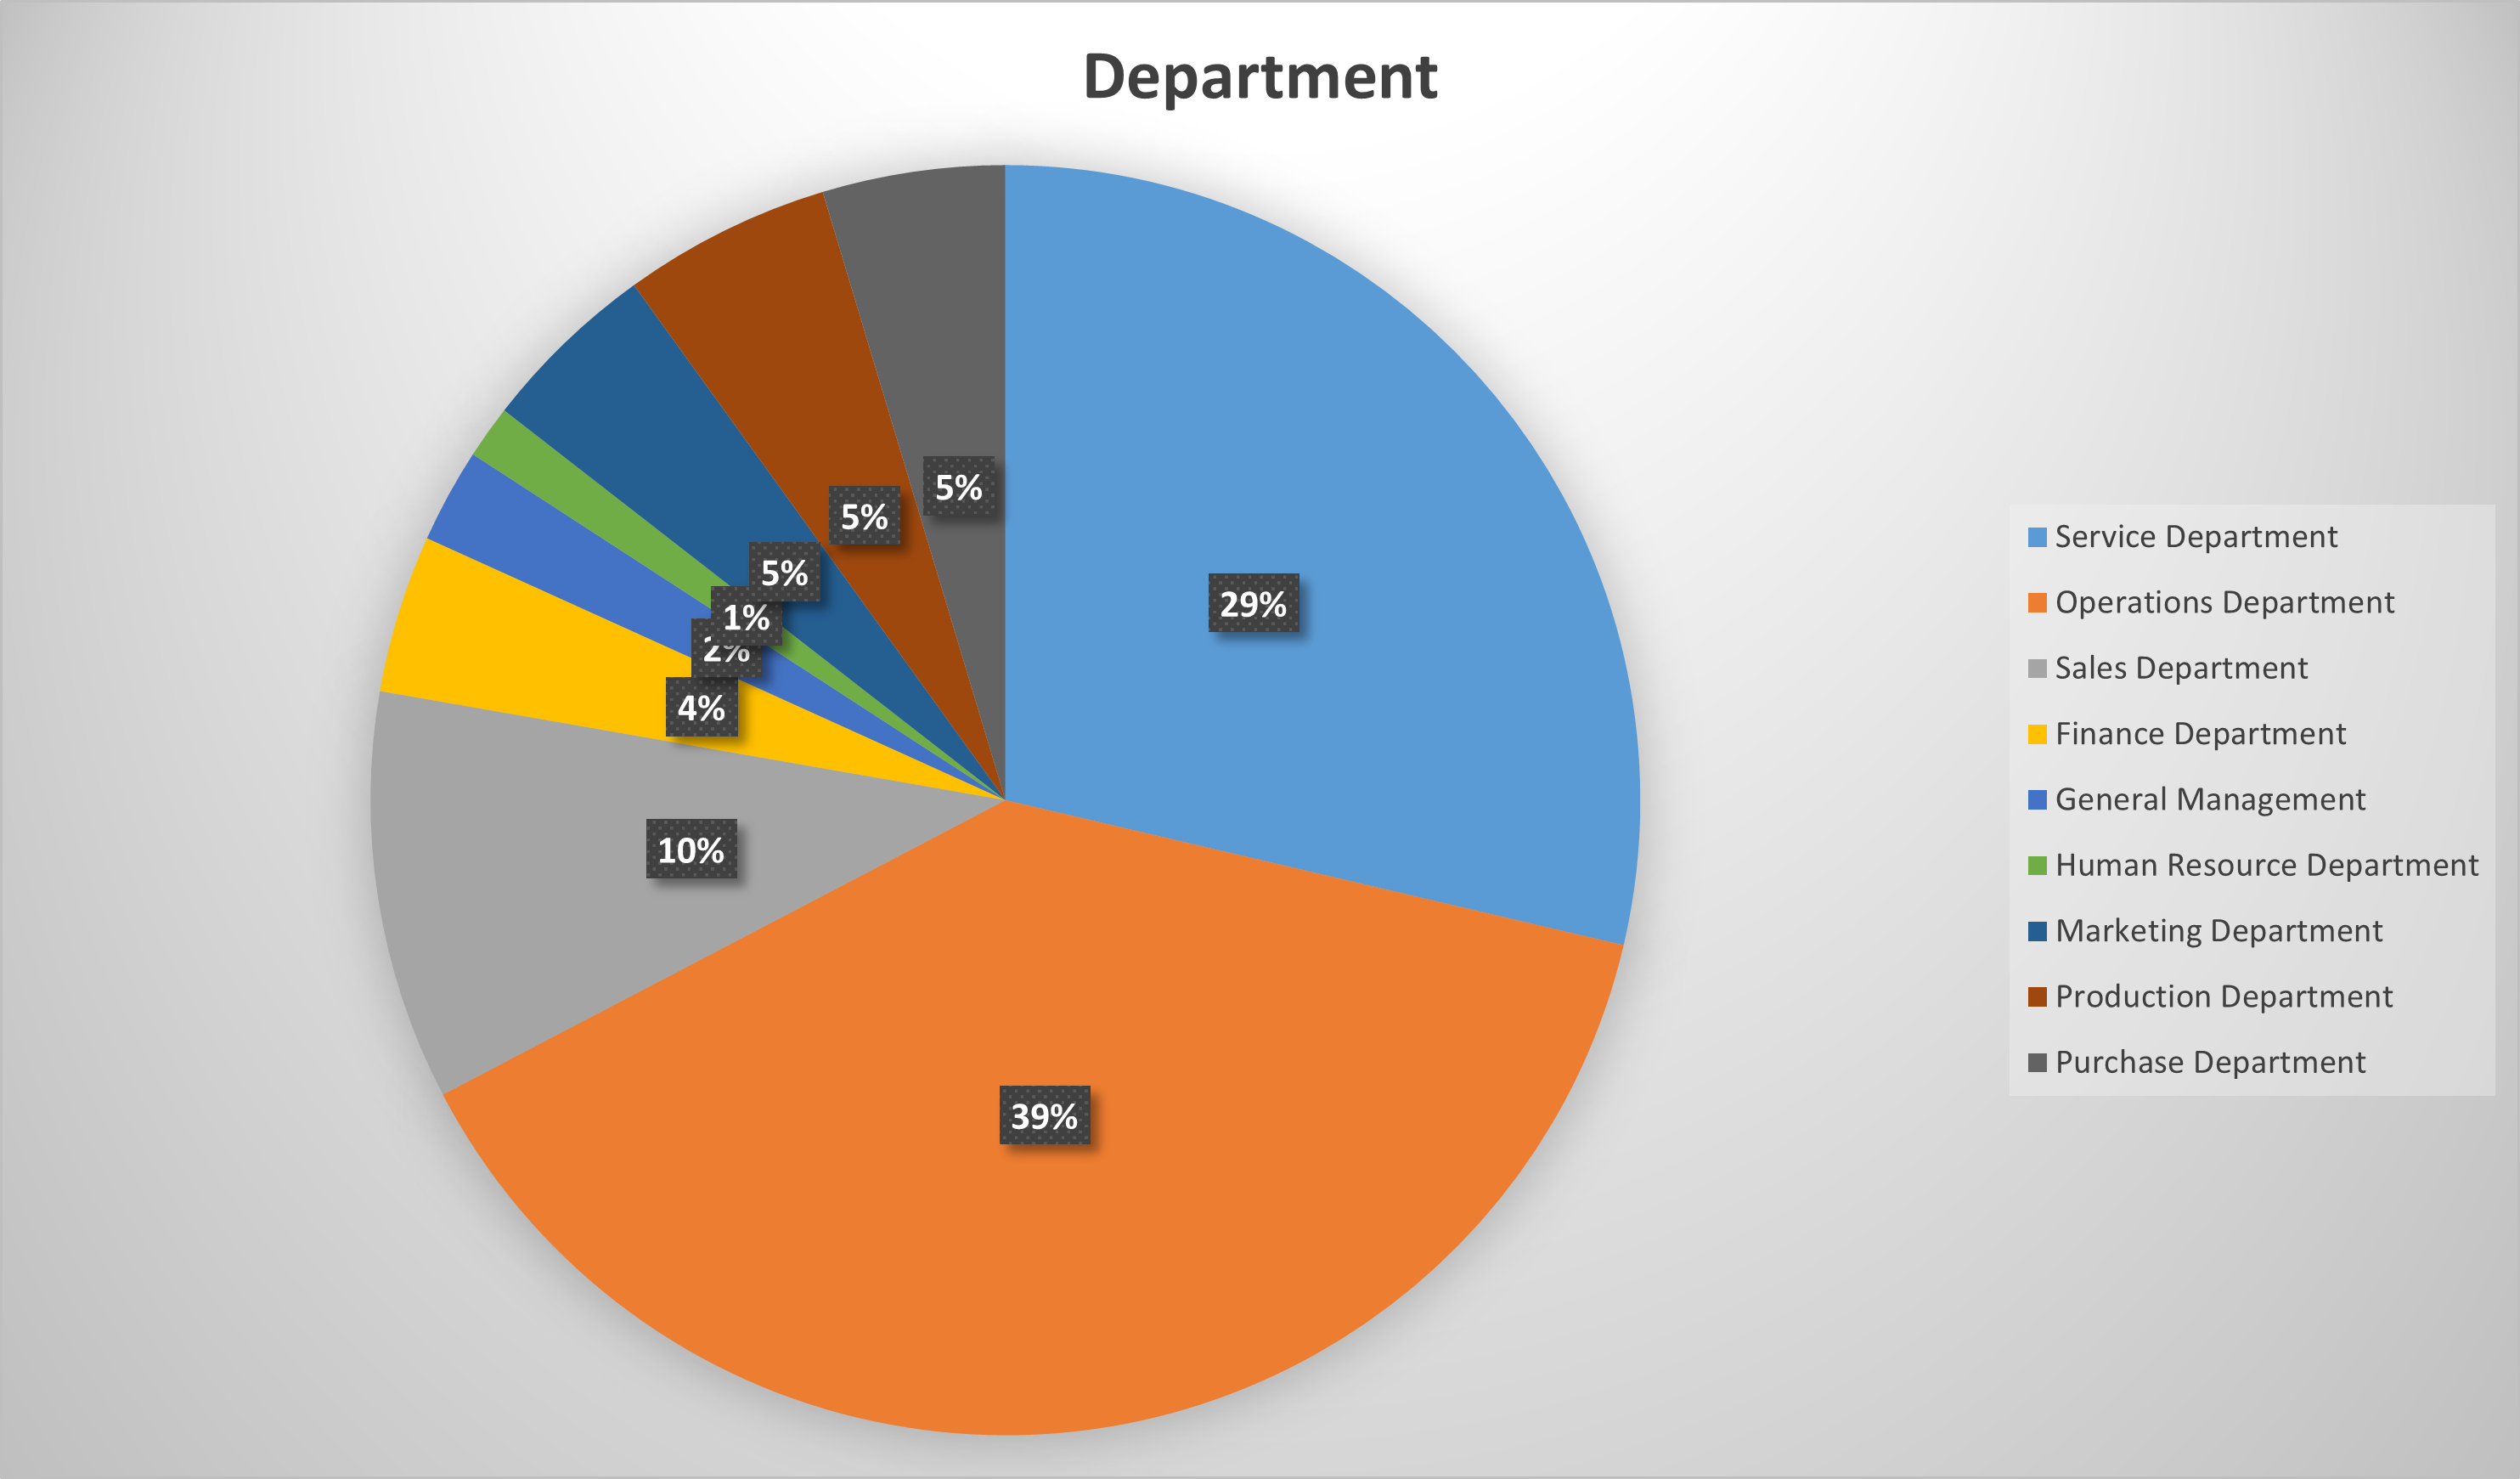 Department
5%
5%
5%
1%
2%
4%
10%
29%
39%
Service Department
Operations Department
Sales Department
Finance Department
General Management
Human Resource Department
Marketing Department
Production Department
Purchase Department